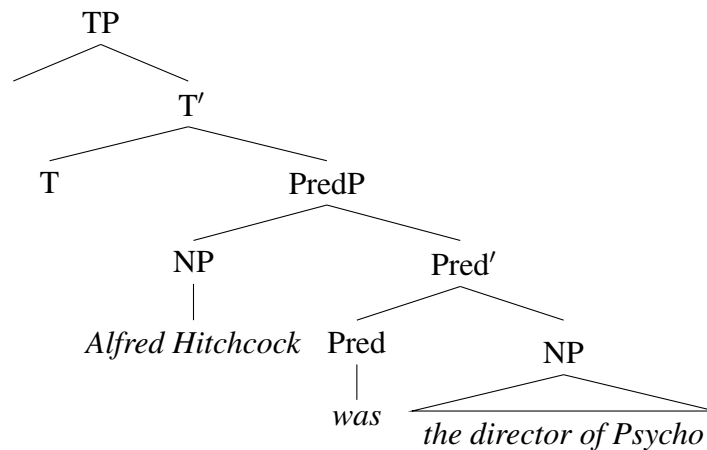 TP
T′
T PredP
NP Pred′
Alfred Hitchcock Pred NP
was
the director of Psycho